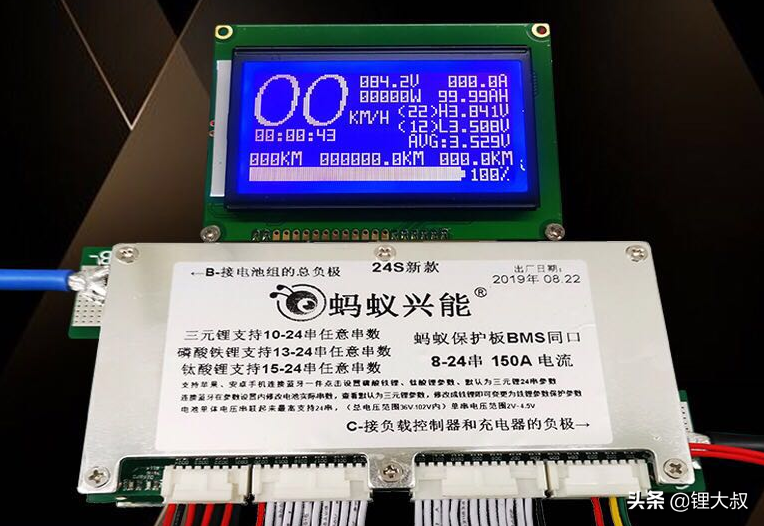 084.2V 000.0A
00000W 99.99AH
00 KM/H
(22)H3.841V
(12)L3.508V
00:00:43
AVG:3.529V
000KM 000000.0KM 000.0KM
100%
←B-接电池组的总负极
24S新款
出厂日期:
2019年 08.22
蚂蚁兴能®
三元锂支持10-24串任意串数
蚂蚁保护板BMS同口
磷酸铁锂支持13-24串任意串数
8-24串 150A 电流
钛酸锂支持15-24串任意串数
支持苹果、安卓手机连接蓝牙一件点击设置磷酸铁锂、钛酸锂参数、默认为三元锂24串参数
连接蓝牙在参数设置内修改电池实际串数,查看默认为三元锂参数,修改成铁锂即可变更为铁锂参数保护参数
电池单体电压串联起来最高支持24串,(总电压范围36V-102V内)单串电压范围2V-4.5V
C-接负载控制器和充电器的负极→
B-
头条 @锂大叔